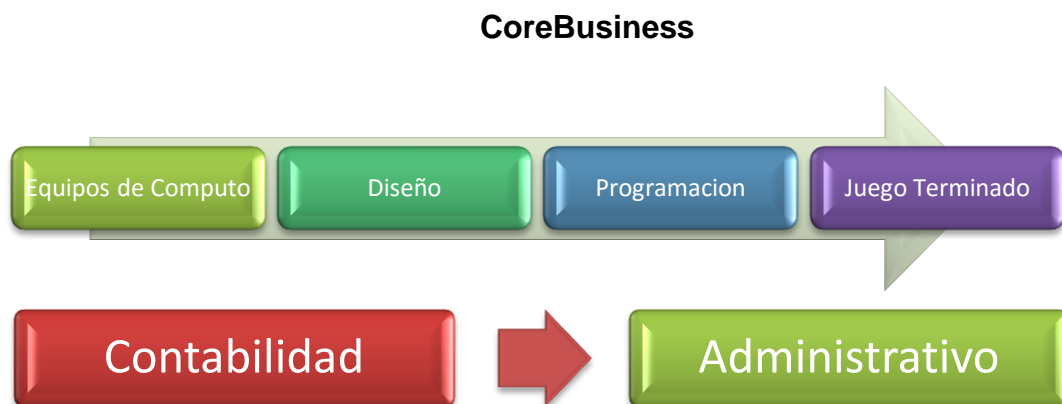 CoreBusiness
Equipos de Computo
Diseño
Programacion
Juego Terminado
Contabilidad
Administrativo